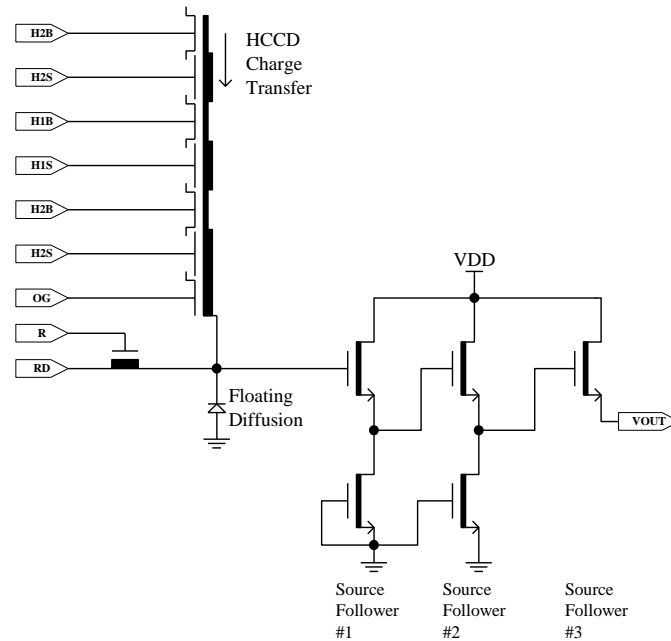 H2B
HCCD
Charge
Transfer
H2S
H1B
H1S
H2B
H2S
VDD
OG
R
RD
Floating
Diffusion
VOUT
Source
Follower
#1
Source
Follower
#2
Source
Follower
#3